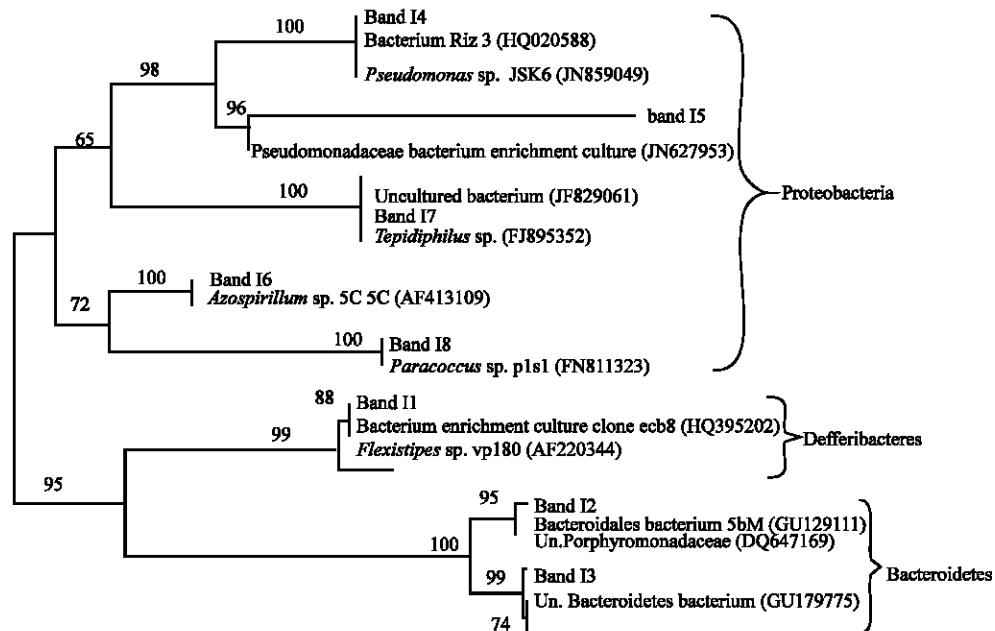 Band I4
100
Bacterium Riz 3 (HQ020588)
98
Pseudomonas sp. JSK6 (JN859049)
96
band I5
65
Pseudomonadaceae bacterium enrichment culture (JN627953)
100
Uncultured bacterium (JF829061)
Proteobacteria
Band I7
Tepidiphilus sp. (FJ895352)
100
Band I6
Azospirillum sp. 5C 5C (AF413109)
72
100
Band I8
Paracoccus sp. p1s1 (FN811323)
88
Band I1
Bacterium enrichment culture clone ecb8 (HQ395202)
99
Defferibacteres
Flexistipes sp. vp180 (AF220344)
95
95
Band I2
Bacteroidales bacterium 5bM (GU129111)
100
Un.Porphyromonadaceae (DQ647169)
Bacteroidetes
99
Band I3
Un. Bacteroidetes bacterium (GU179775)
74